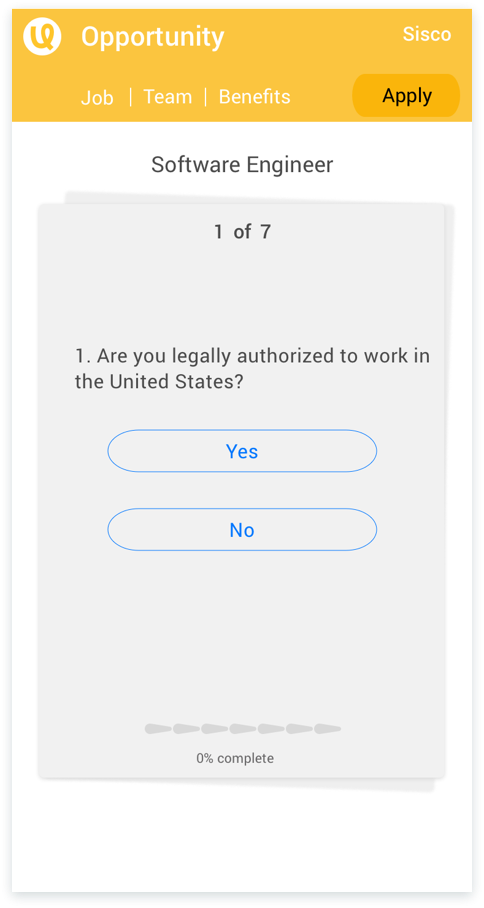 Opportunity
Sisco
Job | Team | Benefits
Apply
Software Engineer
1 of 7
1. Are you legally authorized to work in
the United States?
Yes
No
0% complete